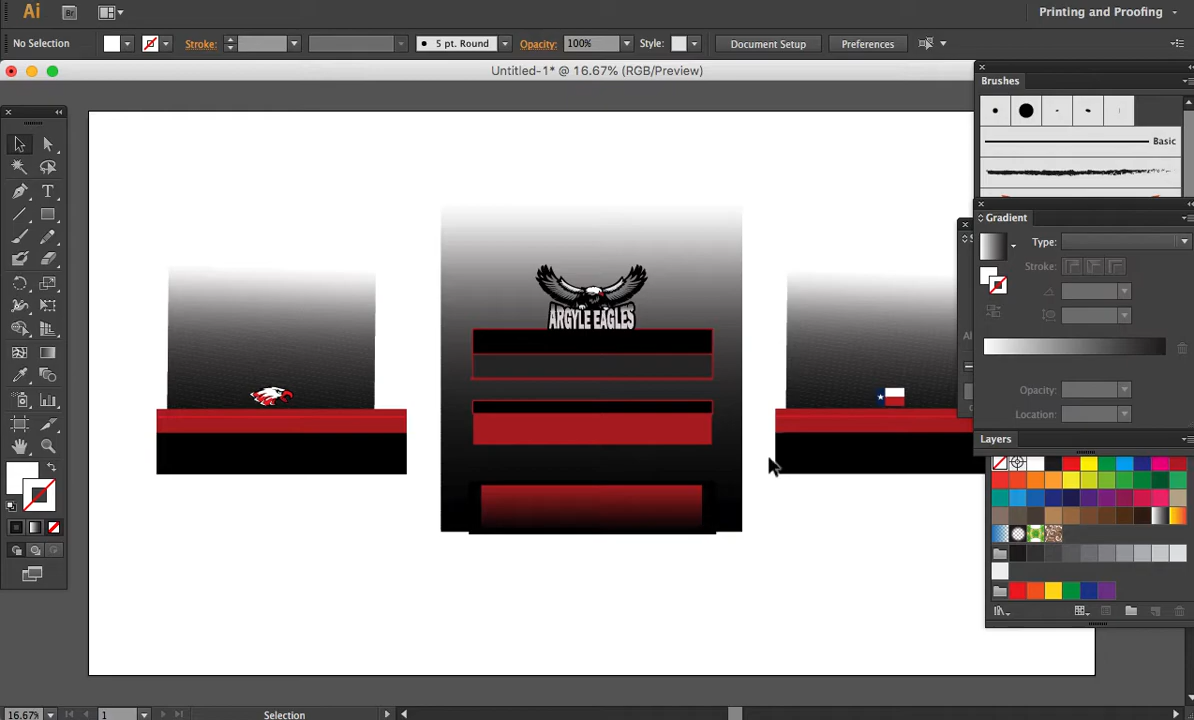 Ai Br Printing and Proofing
No Selection Stroke: 5 pt. Round Opacity: 100% Style: Document Setup Preferences
Untitled-1* @ 16.67% (RGB/Preview)
Brushes
Basic
Gradient
Type:
Stroke:
ARGYLE EAGLES
Opacity:
Location:
Layers
16.67% 1 Selection